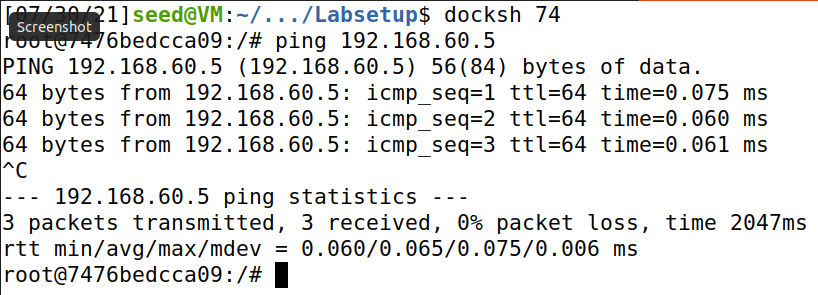 [07/30/21]seed@VM:~/.../Labsetup$ docksh 74
Screenshot
root@7476bedcca09:/# ping 192.168.60.5
PING 192.168.60.5 (192.168.60.5) 56(84) bytes of data.
64 bytes from 192.168.60.5: icmp_seq=1 ttl=64 time=0.075 ms
64 bytes from 192.168.60.5: icmp_seq=2 ttl=64 time=0.060 ms
64 bytes from 192.168.60.5: icmp_seq=3 ttl=64 time=0.061 ms
^C
--- 192.168.60.5 ping statistics ---
3 packets transmitted, 3 received, 0% packet loss, time 2047ms
rtt min/avg/max/mdev = 0.060/0.065/0.075/0.006 ms
root@7476bedcca09:/#